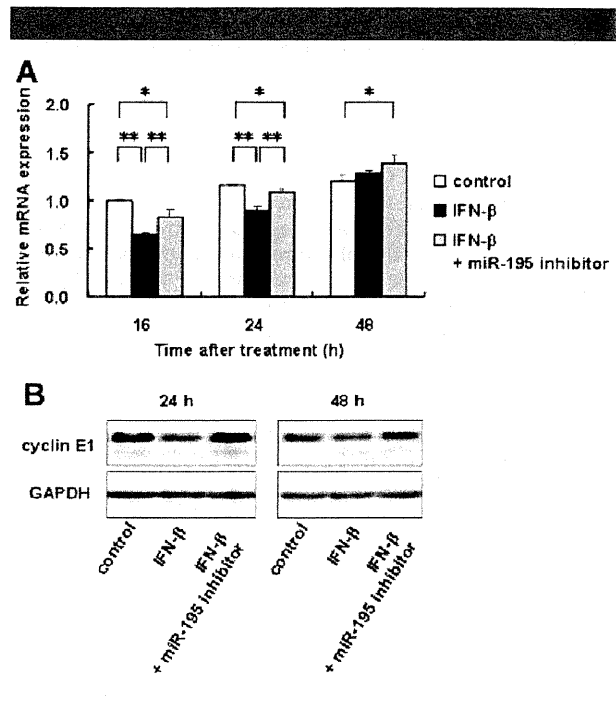 A
* * *
** ** ** **
Relative mRNA expression
2.0
1.5
1.0
0.5
0.0
16 24 48
Time after treatment (h)
control
IFN-β
IFN-β
+ miR-195 inhibitor
B
24 h 48 h
cyclin E1
GAPDH
control
IFN-β
IFN-β
+ miR-195 inhibitor
control
IFN-β
IFN-β
+ miR-195 inhibitor